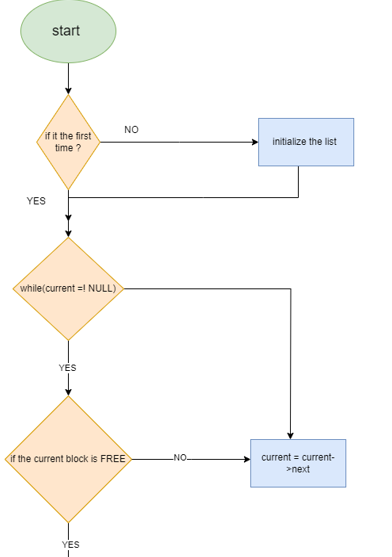 start
if it the first
time ?
NO
initialize the list
YES
while(current =! NULL)
YES
if the current block is FREE
NO
current = current-
>next
YES